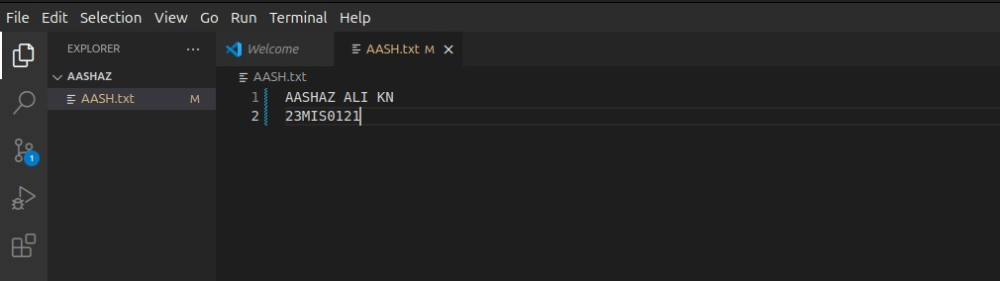 File Edit Selection View Go Run Terminal Help
EXPLORER ...
Welcome
AASH.txt M
AASHAZ
AASH.txt M
AASH.txt
1 AASHAZ ALI KN
2 23MIS0121
1